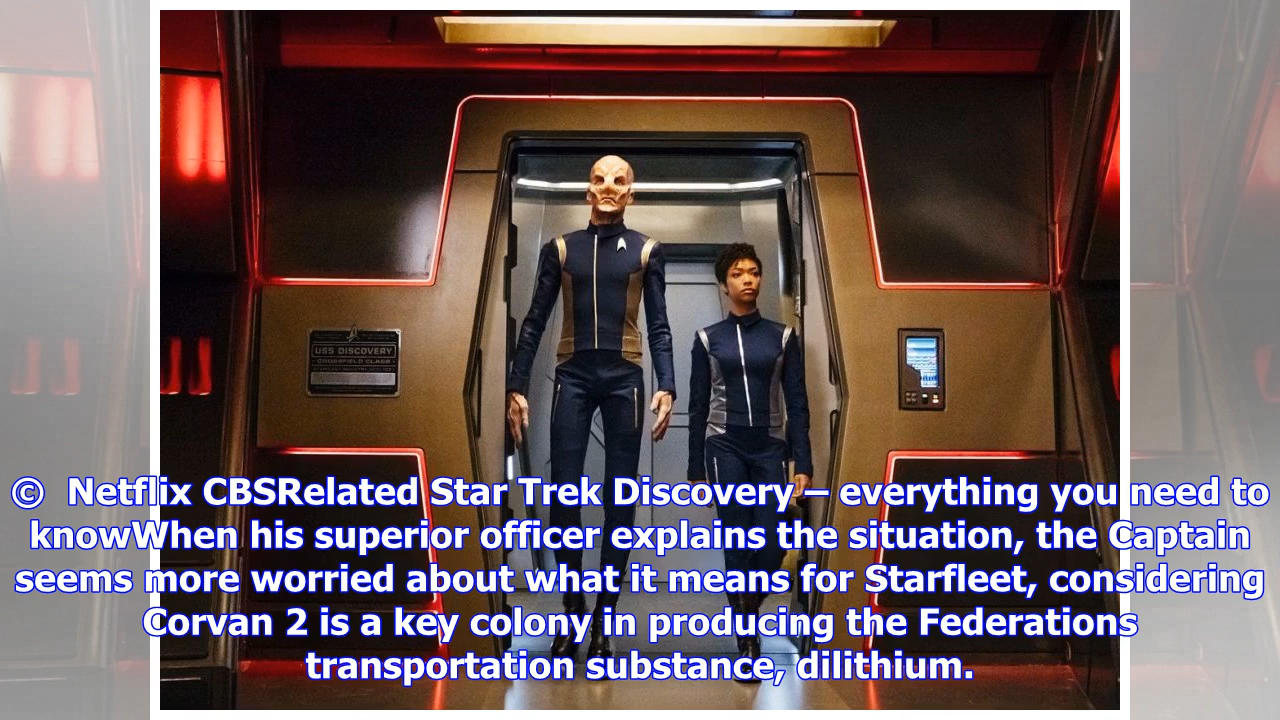 USS DISCOVERY
CROSSFIELD CLASS
©  Netflix CBSRelated Star Trek Discovery – everything you need to
knowWhen his superior officer explains the situation, the Captain
seems more worried about what it means for Starfleet, considering
Corvan 2 is a key colony in producing the Federations
transportation substance, dilithium.